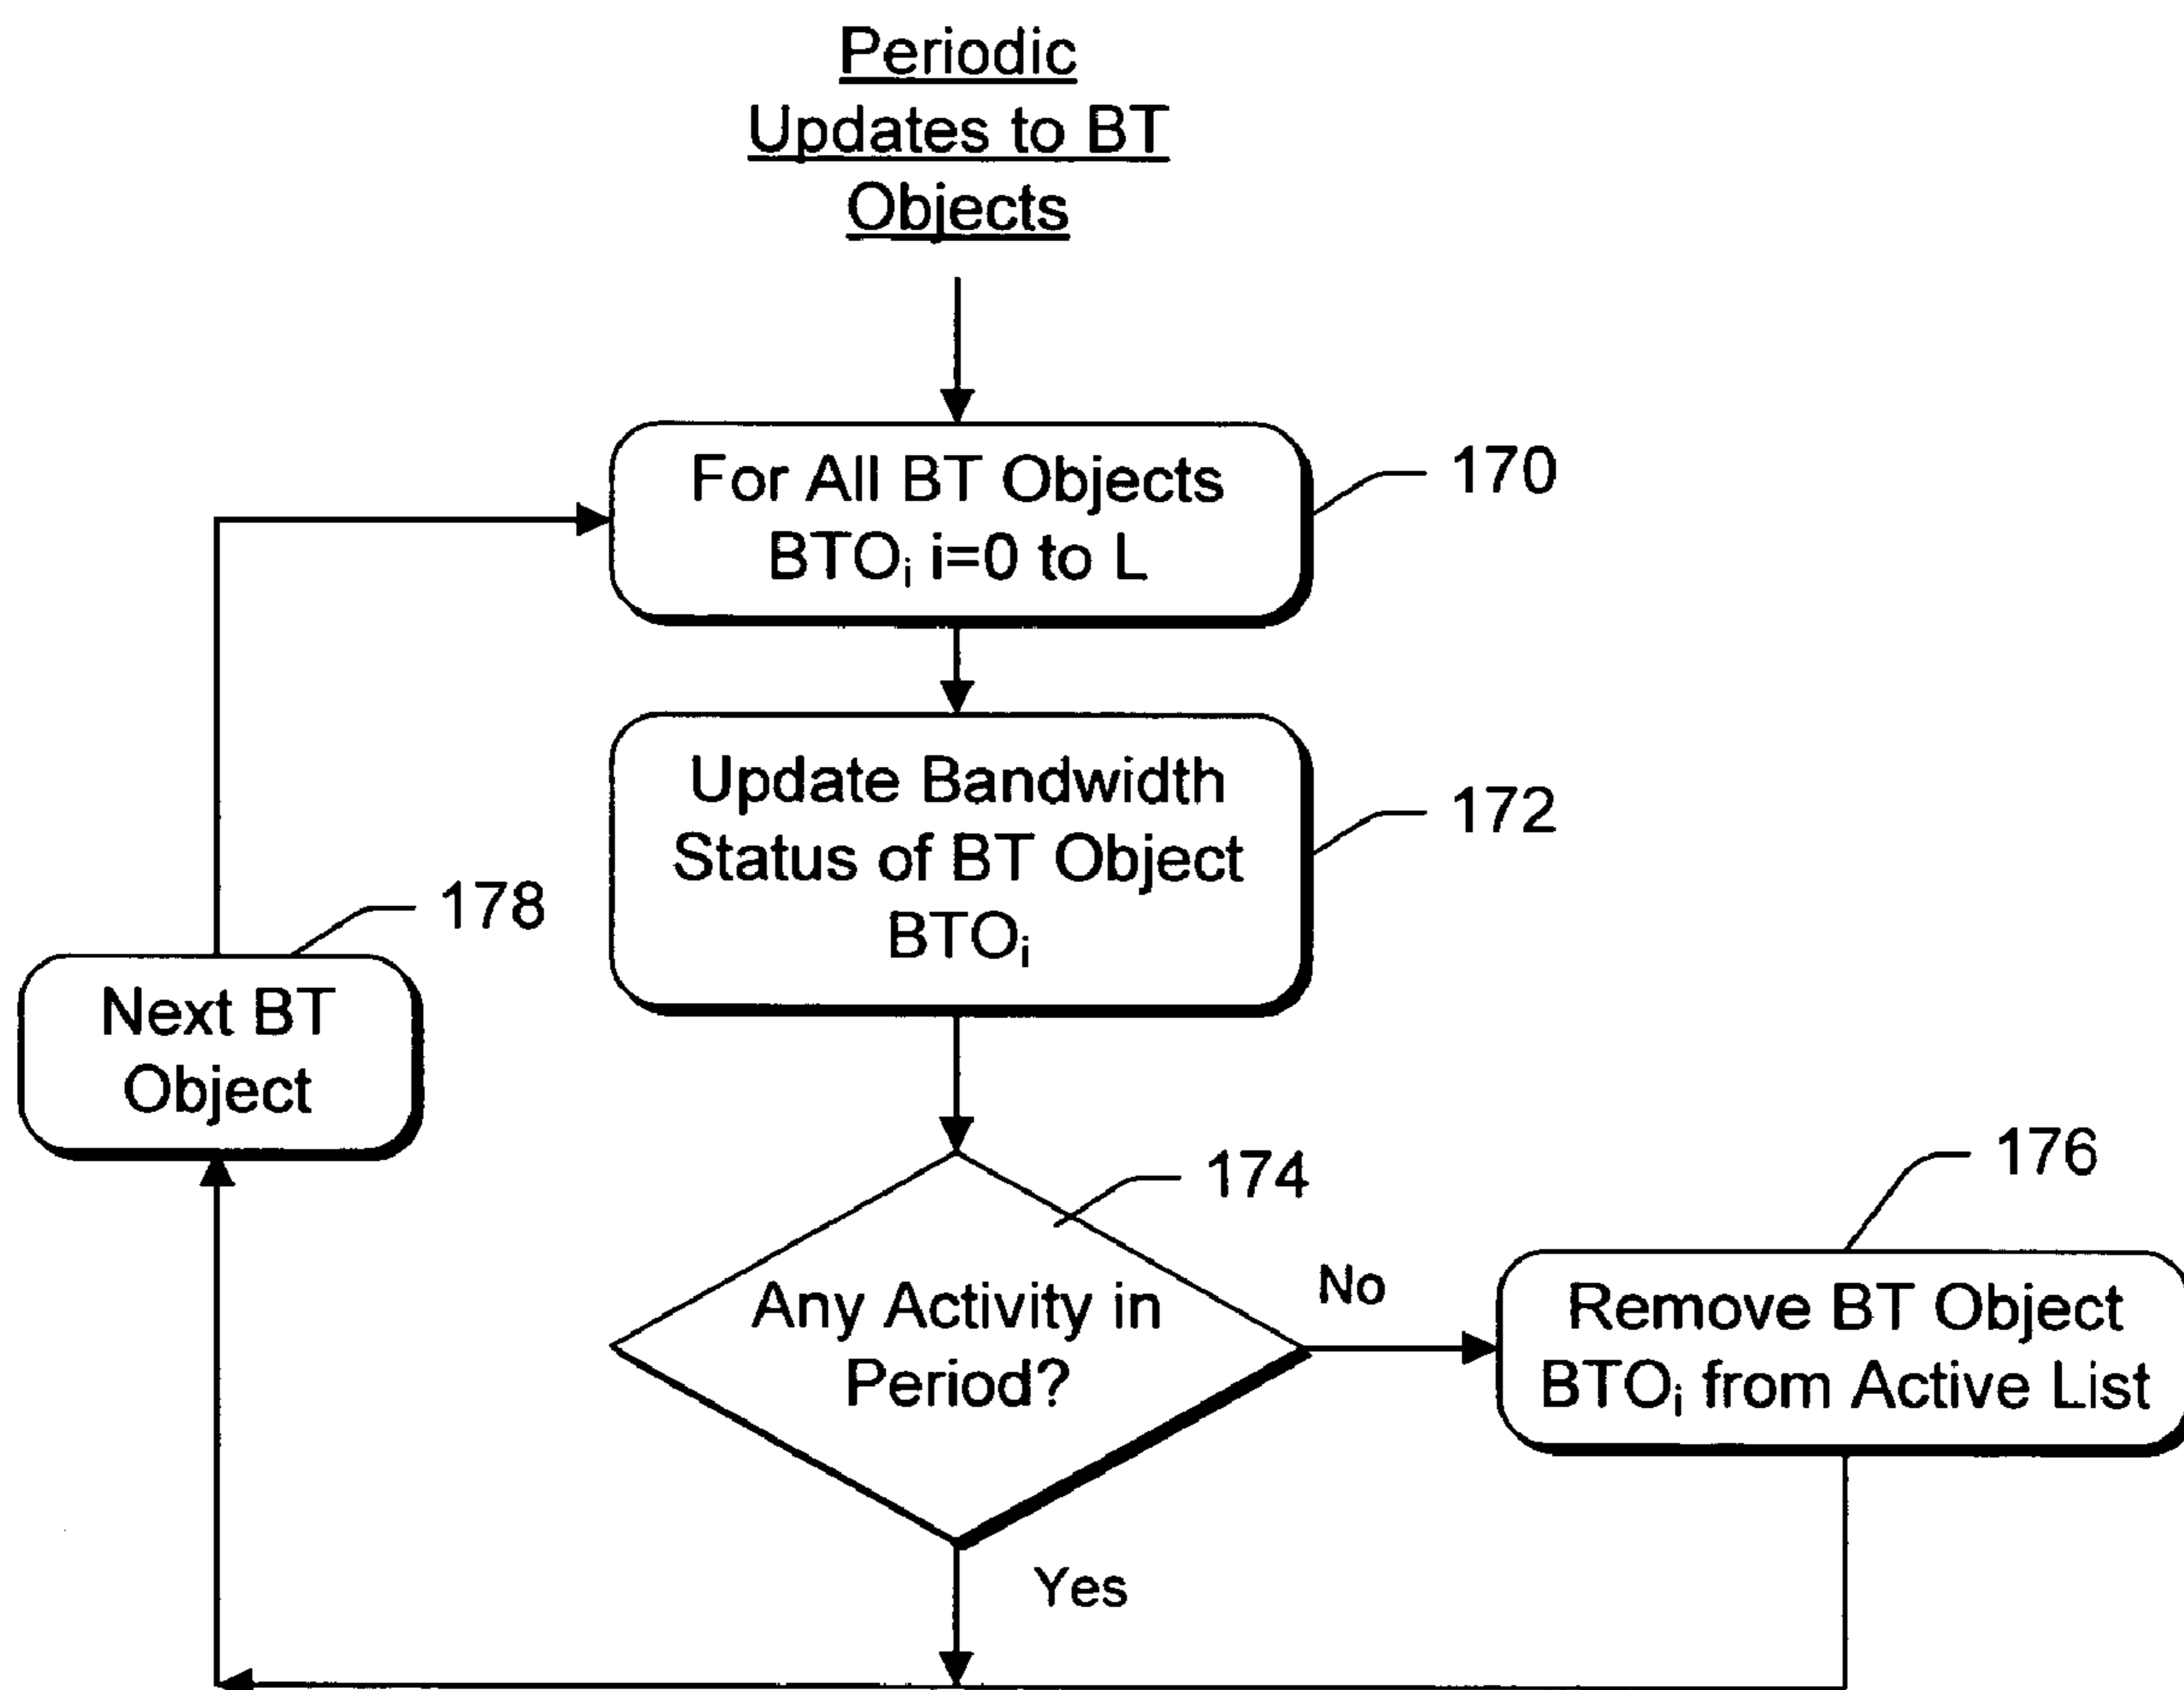 Periodic
Updates to BT
Objects
For All BT Objects
BTOᵢ i=0 to L
170
Update Bandwidth
Status of BT Object
BTOᵢ
172
178
Next BT
Object
174
Any Activity in
Period?
No
176
Remove BT Object
BTOᵢ from Active List
Yes